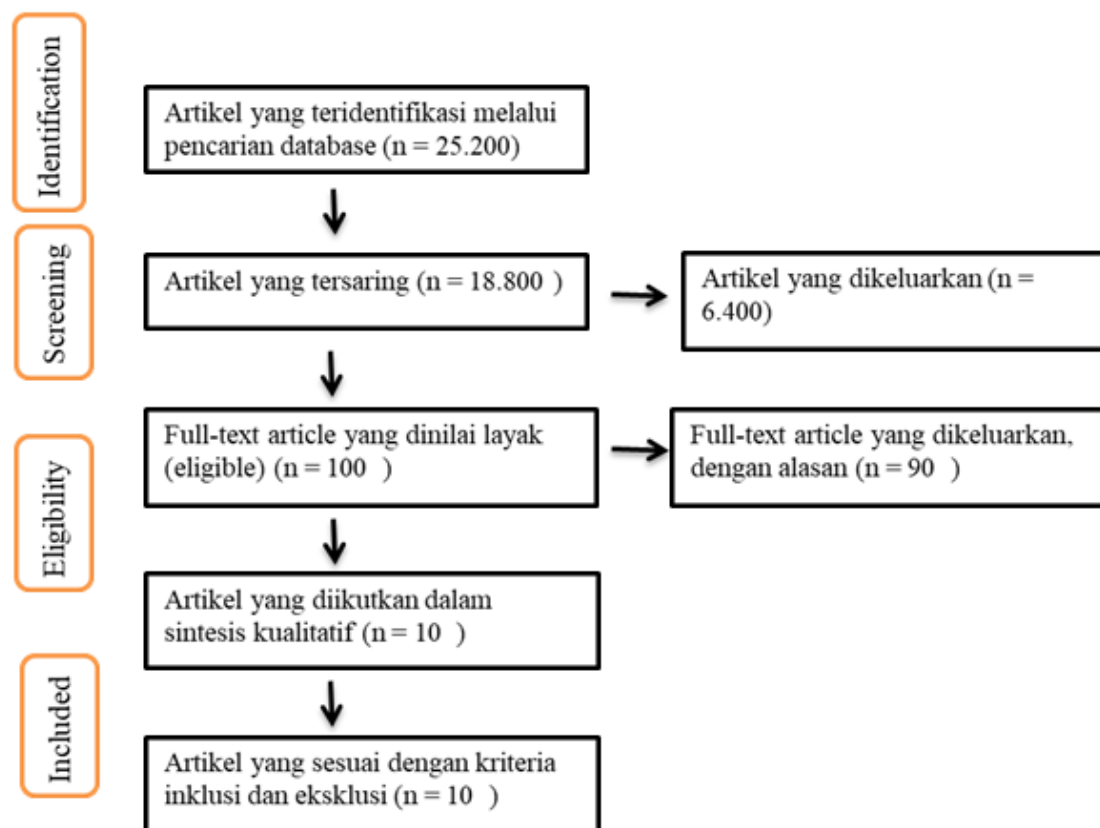 Identification
Artikel yang teridentifikasi melalui
pencarian database (n = 25.200)
Screening
Artikel yang tersaring (n = 18.800 )
Artikel yang dikeluarkan (n =
6.400)
Eligibility
Full-text article yang dinilai layak
(eligible) (n = 100 )
Full-text article yang dikeluarkan,
dengan alasan (n = 90 )
Artikel yang diikutkan dalam
sintesis kualitatif (n = 10 )
Included
Artikel yang sesuai dengan kriteria
inklusi dan eksklusi (n = 10 )